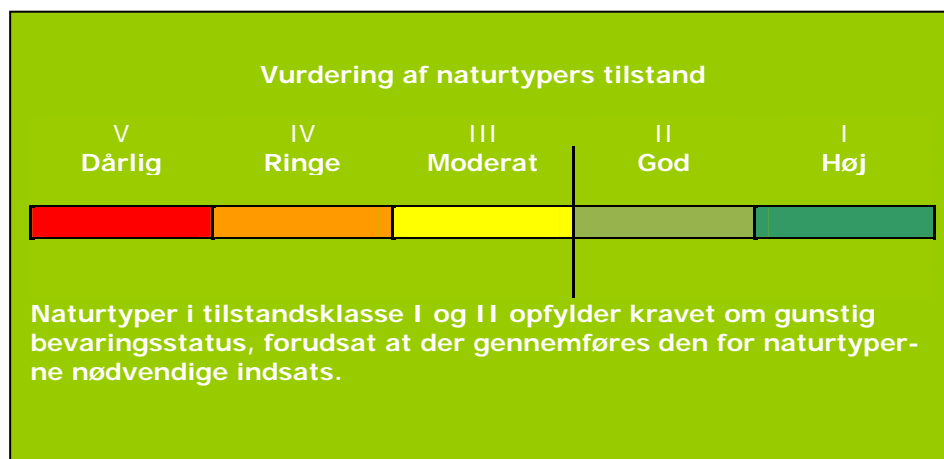 Vurdering af naturtypers tilstand
V IV III II I
Dårlig Ringe Moderat God Høj
Naturtyper i tilstandsklasse I og II opfylder kravet om gunstig
bevaringsstatus, forudsat at der gennemføres den for naturtyper-
ne nødvendige indsats.